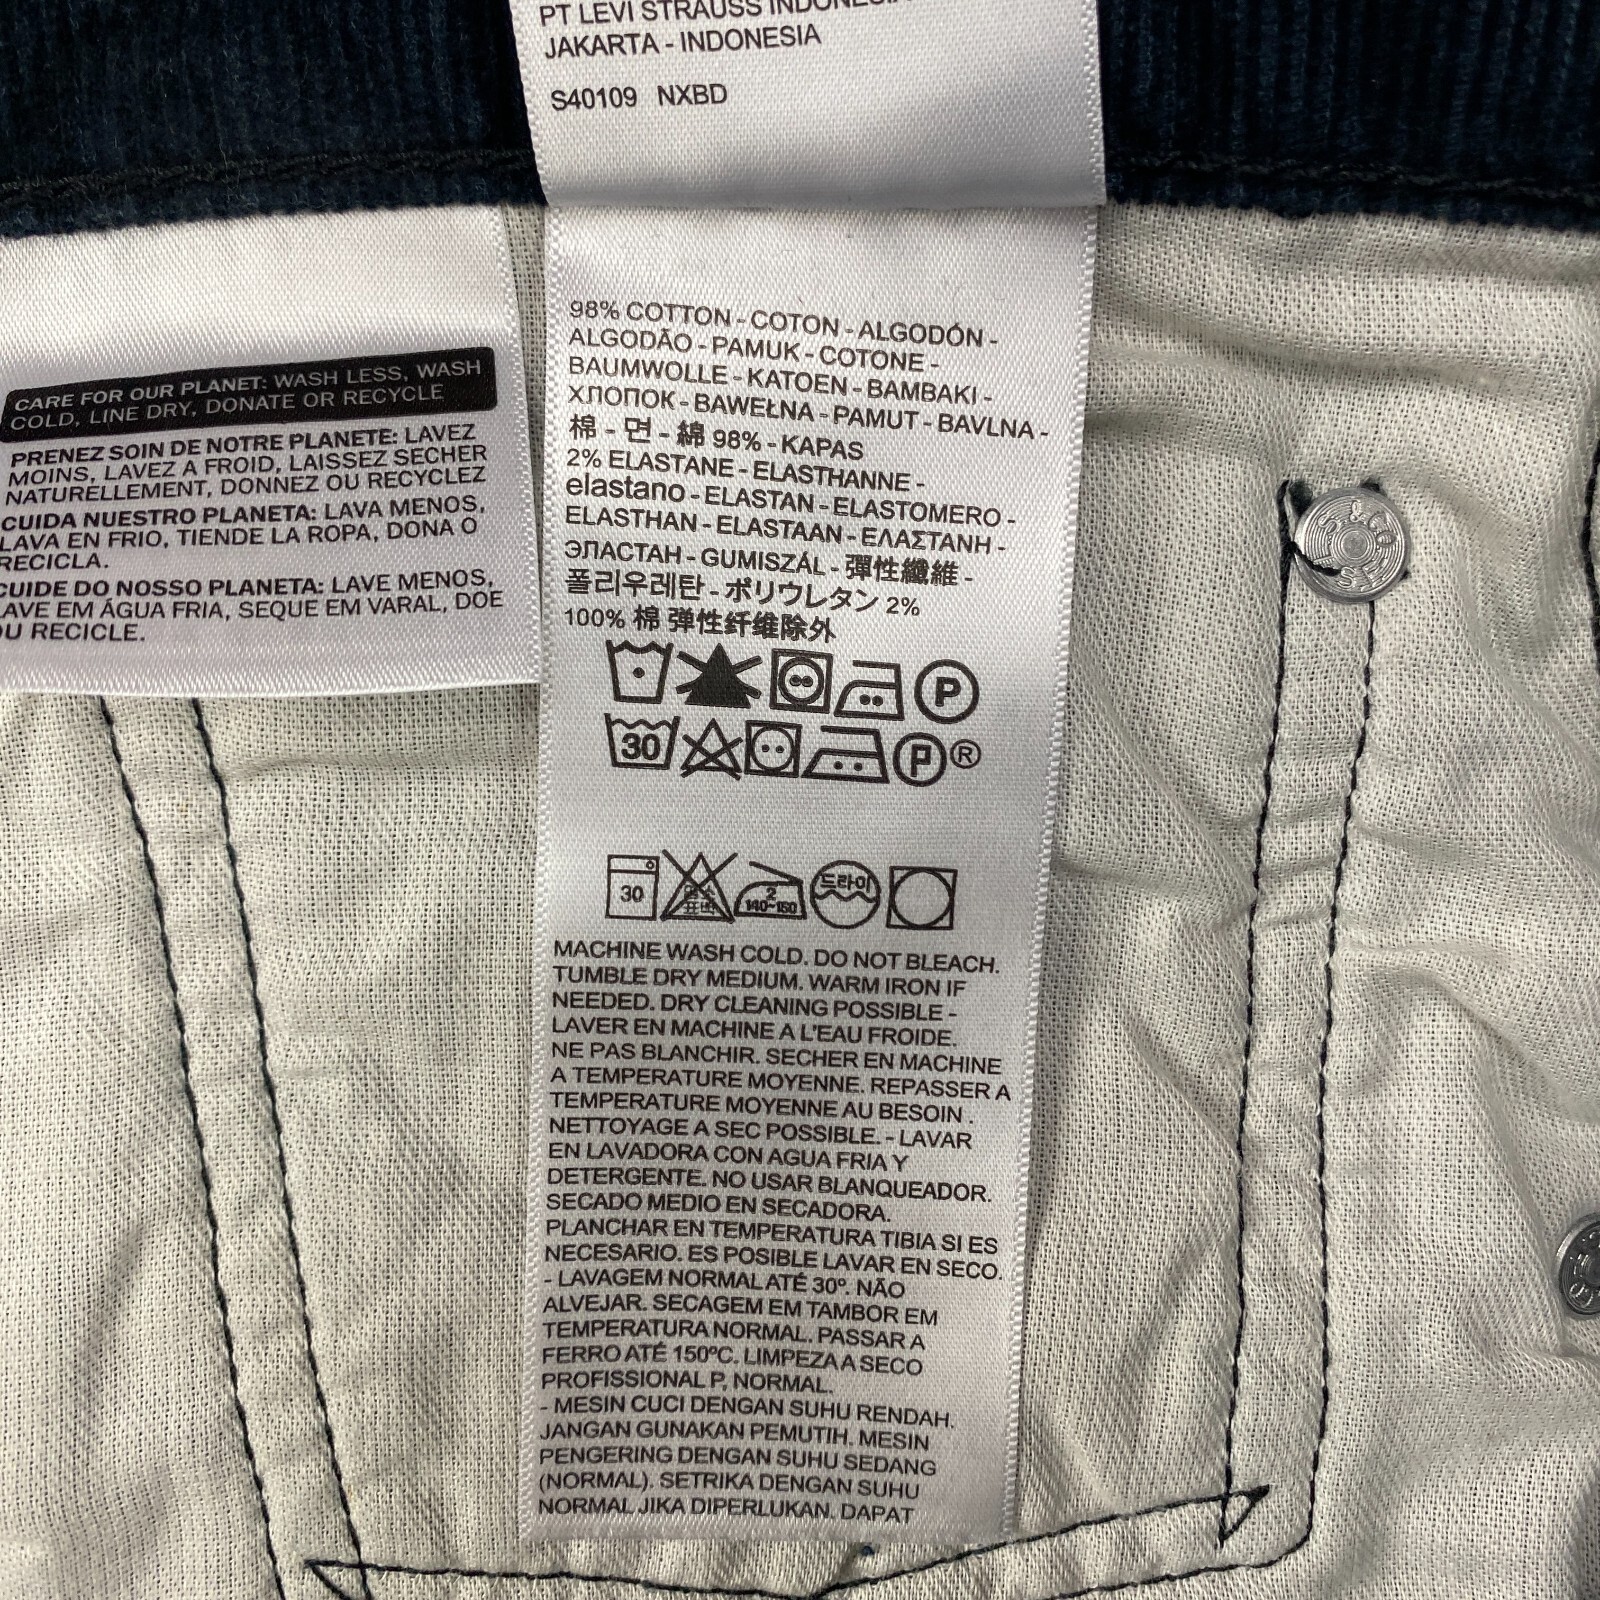 PT LEVI STRAUSS INDONESIA
JAKARTA - INDONESIA
S40109 NXBD
CARE FOR OUR PLANET: WASH LESS, WASH
COLD, LINE DRY, DONATE OR RECYCLE
PRENEZ SOIN DE NOTRE PLANETE: LAVEZ
MOINS, LAVEZ A FROID, LAISSEZ SECHER
NATURELLEMENT, DONNEZ OU RECYCLEZ
CUIDA NUESTRO PLANETA: LAVA MENOS,
LAVA EN FRIO, TIENDE LA ROPA, DONA O
RECICLA.
CUIDE DO NOSSO PLANETA: LAVE MENOS,
LAVE EM ÁGUA FRIA, SEQUE EM VARAL, DOE
OU RECICLE.
98% COTTON - COTON - ALGODÓN -
ALGODÃO - PAMUK - COTONE -
BAUMWOLLE - KATOEN - BAMBAKI -
ХЛОПОК - BAWEŁNA - PAMUT - BAVLNA -
棉 - 면 - 綿 98% - KAPAS
2% ELASTANE - ELASTHANNE -
elastano - ELASTAN - ELASTOMERO -
ELASTHAN - ELASTAAN - ΕΛΑΣΤΑΝΗ -
ЭЛАСТАН - GUMISZÁL - 彈性纖維 -
폴리우레탄 - ポリウレタン 2%
100% 棉 弹性纤维除外
P
30 P ®
30 2 140~160 드라이
MACHINE WASH COLD. DO NOT BLEACH.
TUMBLE DRY MEDIUM. WARM IRON IF
NEEDED. DRY CLEANING POSSIBLE -
LAVER EN MACHINE A L'EAU FROIDE.
NE PAS BLANCHIR. SECHER EN MACHINE
A TEMPERATURE MOYENNE. REPASSER A
TEMPERATURE MOYENNE AU BESOIN .
NETTOYAGE A SEC POSSIBLE. - LAVAR
EN LAVADORA CON AGUA FRIA Y
DETERGENTE. NO USAR BLANQUEADOR.
SECADO MEDIO EN SECADORA.
PLANCHAR EN TEMPERATURA TIBIA SI ES
NECESARIO. ES POSIBLE LAVAR EN SECO.
- LAVAGEM NORMAL ATÉ 30º. NÃO
ALVEJAR. SECAGEM EM TAMBOR EM
TEMPERATURA NORMAL. PASSAR A
FERRO ATÉ 150ºC. LIMPEZA A SECO
PROFISSIONAL P, NORMAL.
- MESIN CUCI DENGAN SUHU RENDAH.
JANGAN GUNAKAN PEMUTIH. MESIN
PENGERING DENGAN SUHU SEDANG
(NORMAL). SETRIKA DENGAN SUHU
NORMAL JIKA DIPERLUKAN. DAPAT